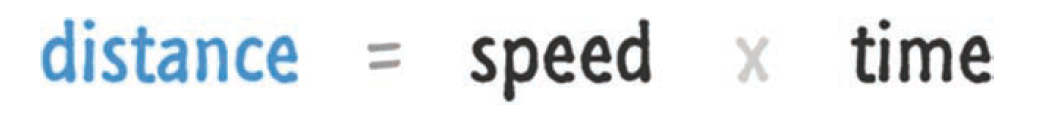 distance = speed x time